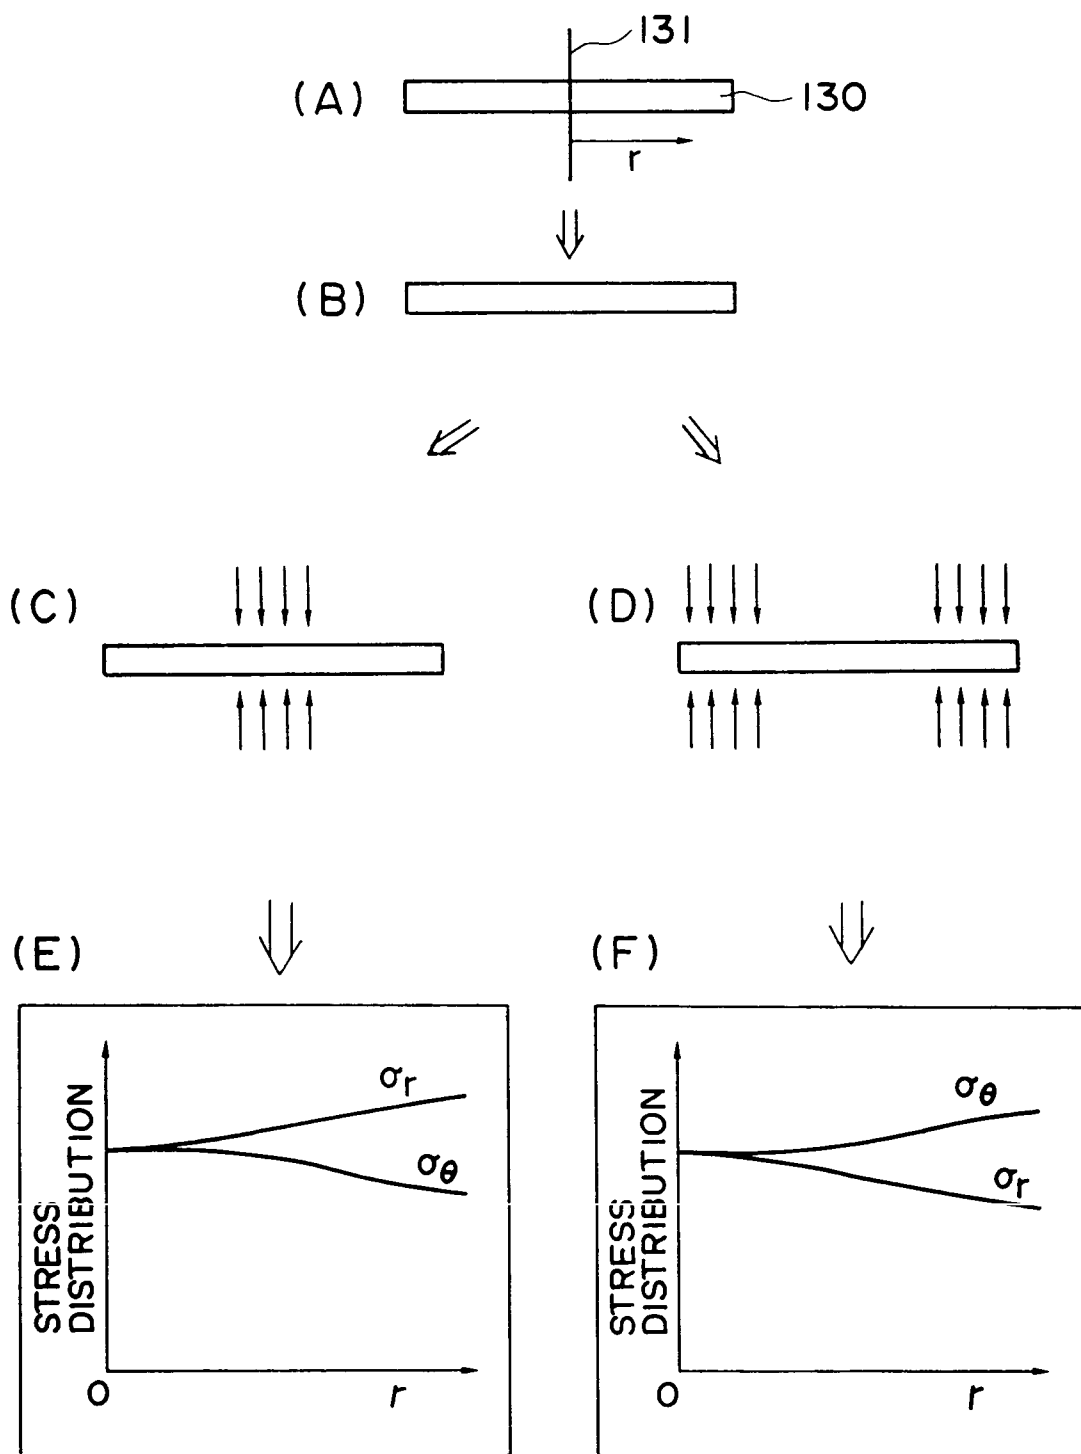 131
(A)
130
r
(B)
(C)
(D)
(E)
(F)
STRESS
DISTRIBUTION
σr
σθ
O
r
STRESS
DISTRIBUTION
σθ
σr
O
r